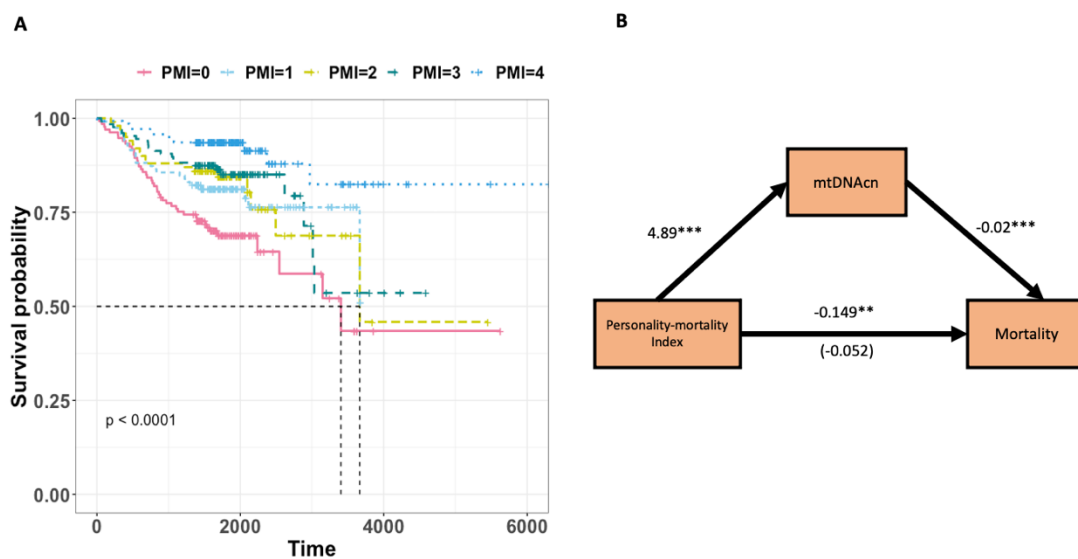 A
PMI=0 PMI=1 PMI=2 PMI=3 PMI=4
Survival probability
1.00
0.75
0.50
0.25
0.00
p < 0.0001
0 2000 4000 6000
Time
B
mtDNAcn
4.89***
-0.02***
Personality-mortality
Index
-0.149**
(-0.052)
Mortality